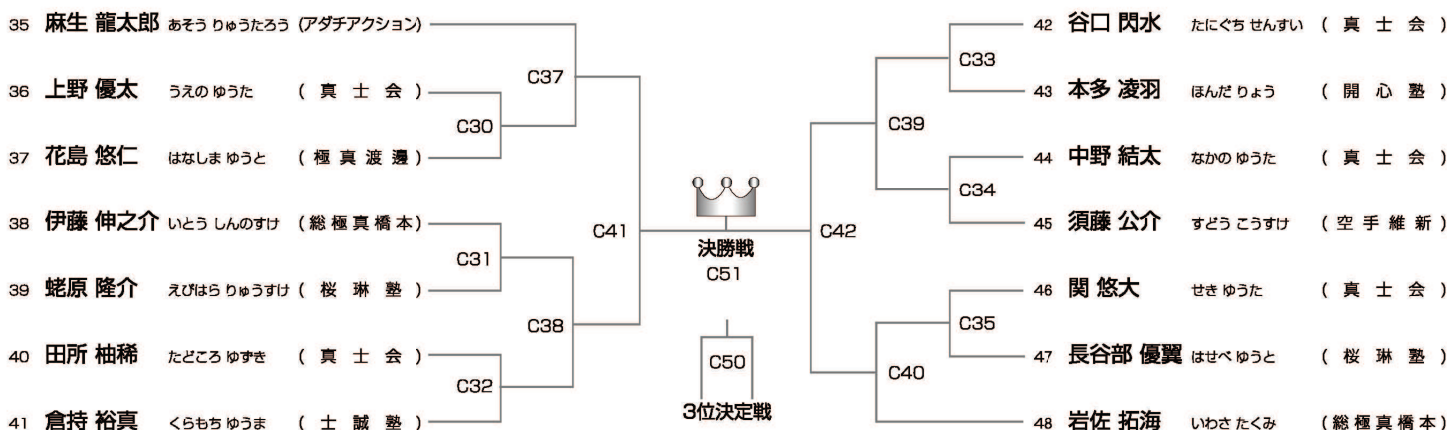 35 麻生 龍太郎 あそう りゅうたろう (アダチアクション)
C37
36 上野 優太 うえの ゆうた (真士会)
C30
37 花島 悠仁 はなしま ゆうと (極真渡邊)
C41
38 伊藤 伸之介 いとう しんのすけ (総極真橋本)
C31
39 蛯原 隆介 えびはら りゅうすけ (桜琳塾)
C38
40 田所 柚稀 たどころ ゆずき (真士会)
C32
41 倉持 裕真 くらもち ゆうま (士誠塾)
決勝戦
C51
C50
3位決定戦
42 谷口 閃水 たにぐち せんすい (真士会)
C33
43 本多 凌羽 ほんだ りょう (開心塾)
C39
44 中野 結太 なかの ゆうた (真士会)
C34
45 須藤 公介 すどう こうすけ (空手維新)
C42
46 関 悠大 せき ゆうた (真士会)
C35
47 長谷部 優翼 はせべ ゆうと (桜琳塾)
C40
48 岩佐 拓海 いわさ たくみ (総極真橋本)